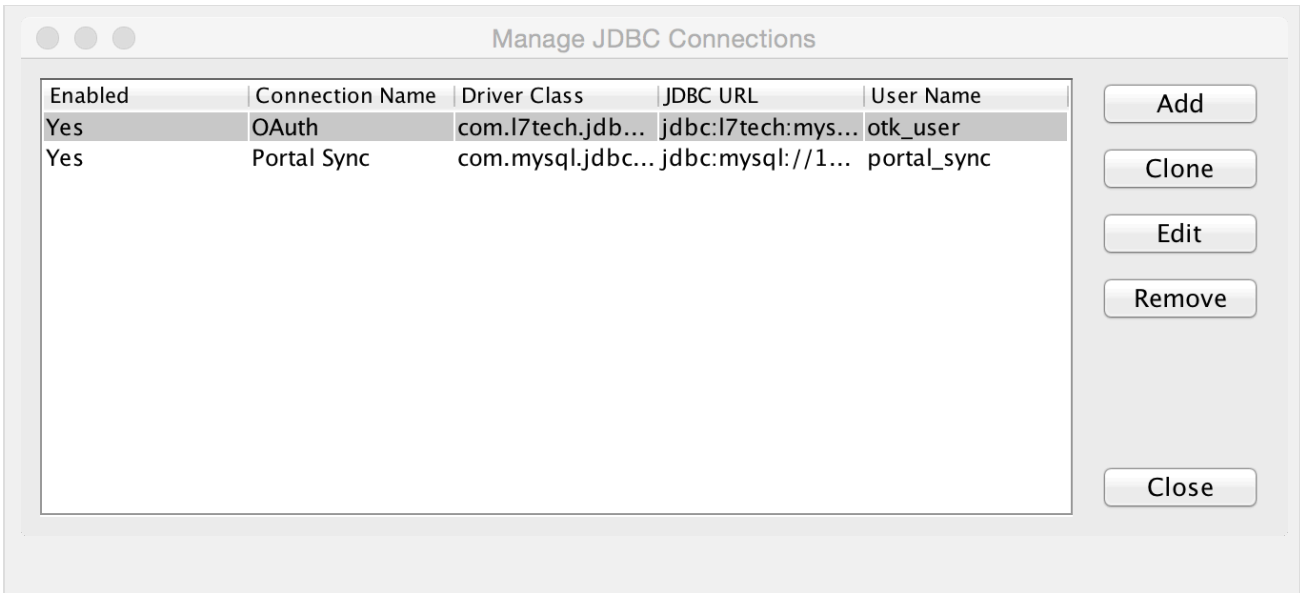 Manage JDBC Connections
Enabled Connection Name Driver Class JDBC URL User Name
Yes OAuth com.l7tech.jdb... jdbc:l7tech:mys... otk_user
Yes Portal Sync com.mysql.jdbc... jdbc:mysql://1... portal_sync
Add
Clone
Edit
Remove
Close